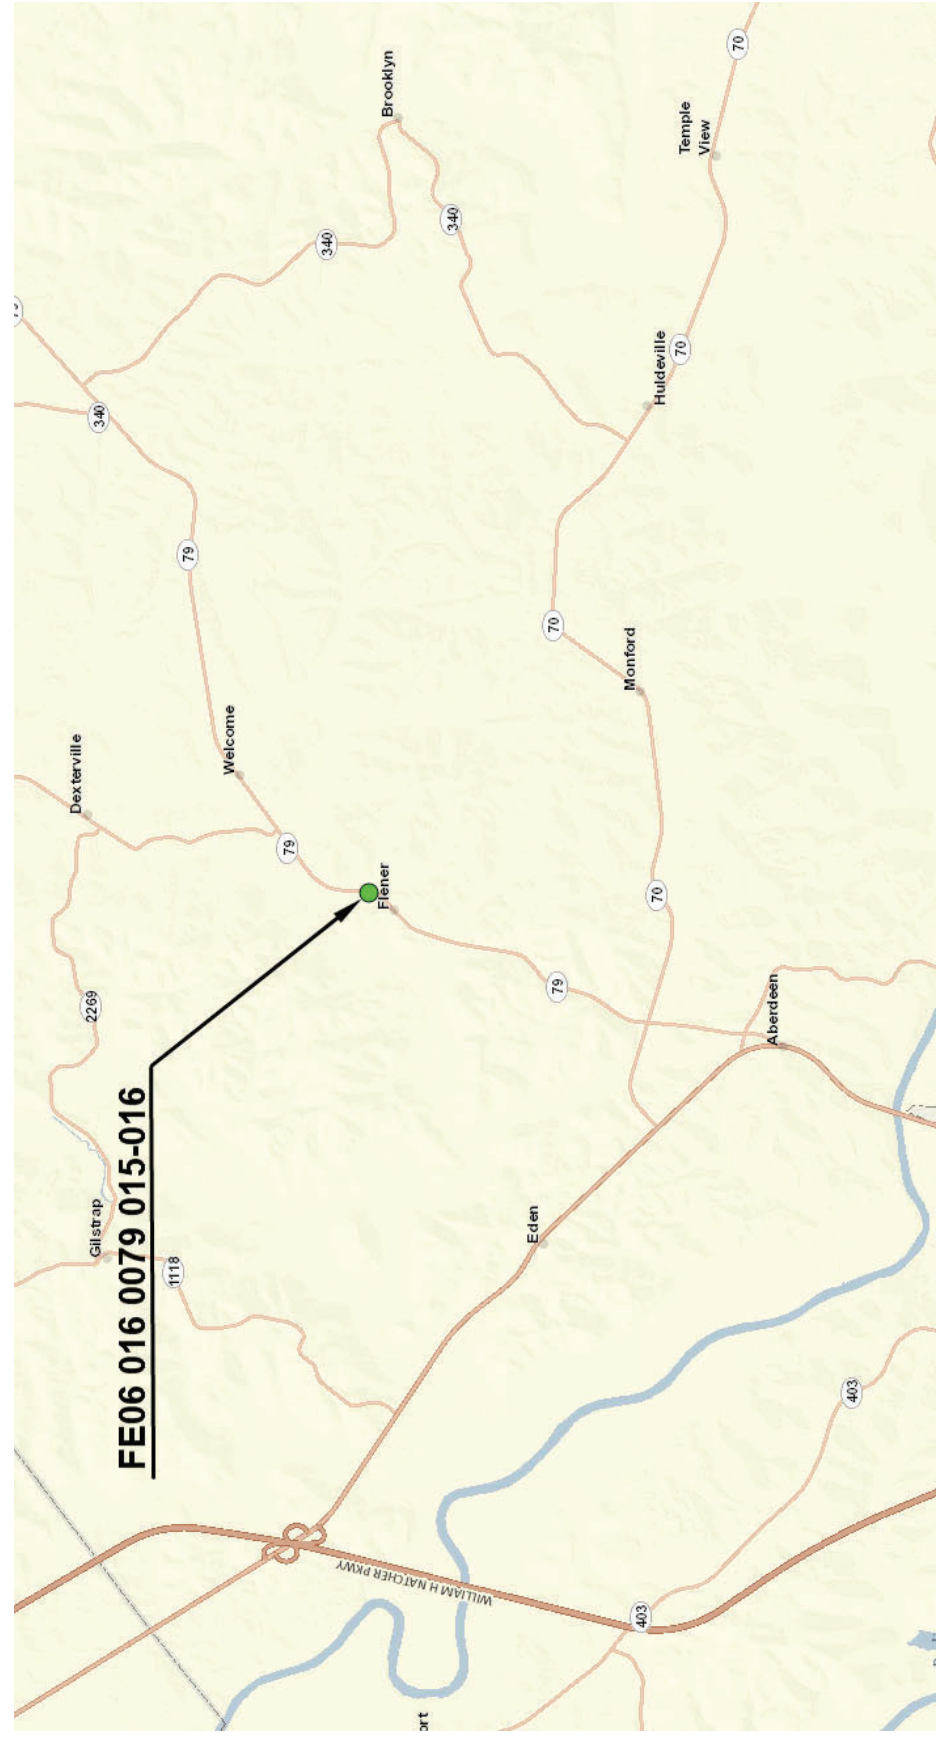 Dexterville
2269
Gilstrap
340
FE06 016 0079 015-016
1118
79
Welcome
79
340
Flener
Brooklyn
WILLIAM H NATCHER PKWY
ort
340
Eden
70
79
Monford
403
70
Huldeville
70
Temple
View
70
Aberdeen
403